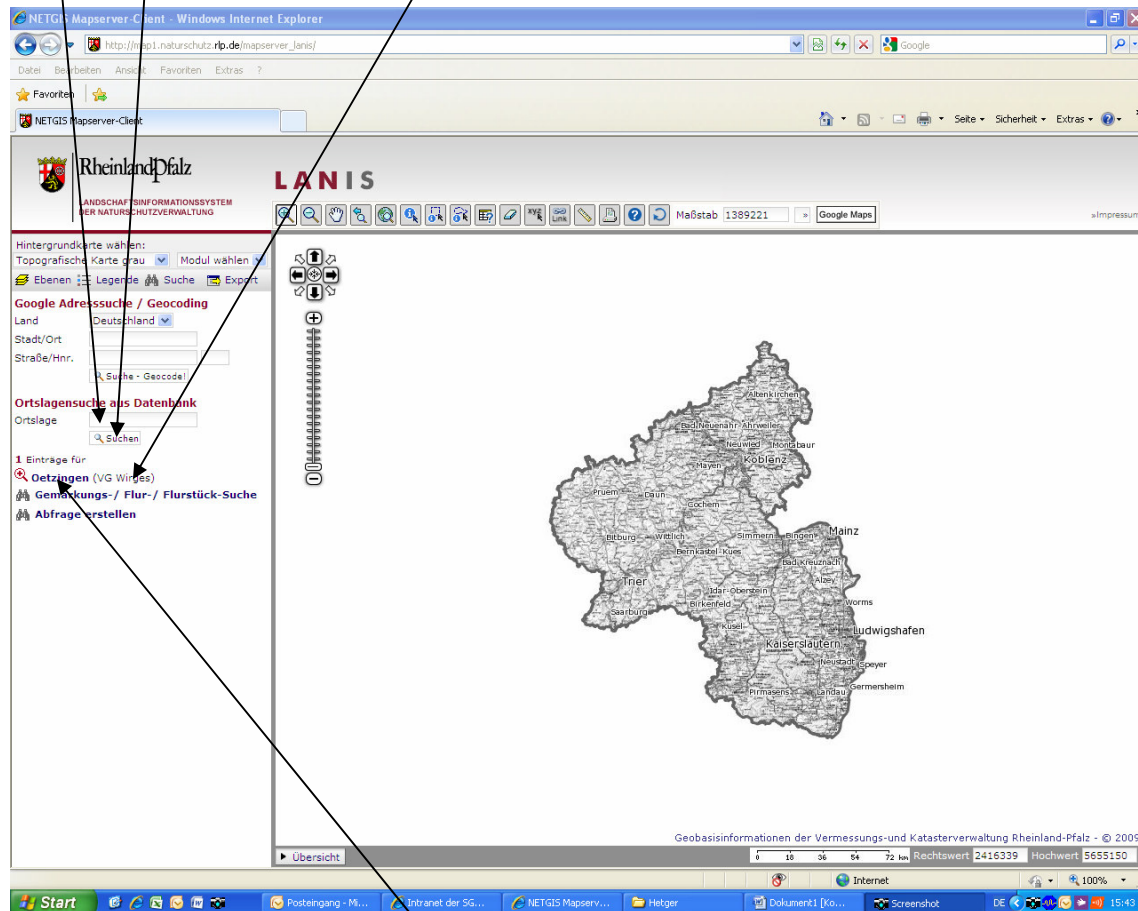 NETGIS Mapserver-Client - Windows Internet Explorer
http://map1.naturschutz.rlp.de/mapserver_lanis/
Google
Datei Bearbeiten Ansicht Favoriten Extras ?
Favoriten
NETGIS Mapserver-Client
Seite Sicherheit Extras
RheinlandPfalz
LANDSCHAFTSINFORMATIONSSYSTEM
DER NATURSCHUTZVERWALTUNG
LANIS
xyz
Link
Maßstab 1389221 » Google Maps
»Impressum
Hintergrundkarte wählen:
Topografische Karte grau Modul wählen
Ebenen Legende Suche Export
Google Adresssuche / Geocoding
Land Deutschland
Stadt/Ort
Straße/Hnr.
Suche - Geocode!
Ortslagensuche aus Datenbank
Ortslage
Suchen
1 Einträge für
Oetzingen (VG Wirges)
Gemarkungs-/ Flur-/ Flurstück-Suche
Abfrage erstellen
Altenkirchen
Bad Neuenahr-Ahrweiler
Neuwied
Montabaur
Koblenz
Mayen
Pruem
Daun
Cochem
Mainz
Bitburg
Wittlich
Simmern
Bingen
Bernkastel-Kues
Bad Kreuznach
Trier
Alzey
Idar-Oberstein
Birkenfeld
Worms
Saarburg
Kusel
Ludwigshafen
Kaiserslautern
Neustadt
Speyer
Germersheim
Pirmasens
Landau
Geobasisinformationen der Vermessungs-und Katasterverwaltung Rheinland-Pfalz - © 2009
Übersicht
0 18 36 54 72 km
Rechtswert 2416339 Hochwert 5655150
Internet
100%
Start
Posteingang - Mi...
Intranet der SG...
NETGIS Mapserv...
Hetger
Dokument1 [Ko...
Screenshot
DE
15:43